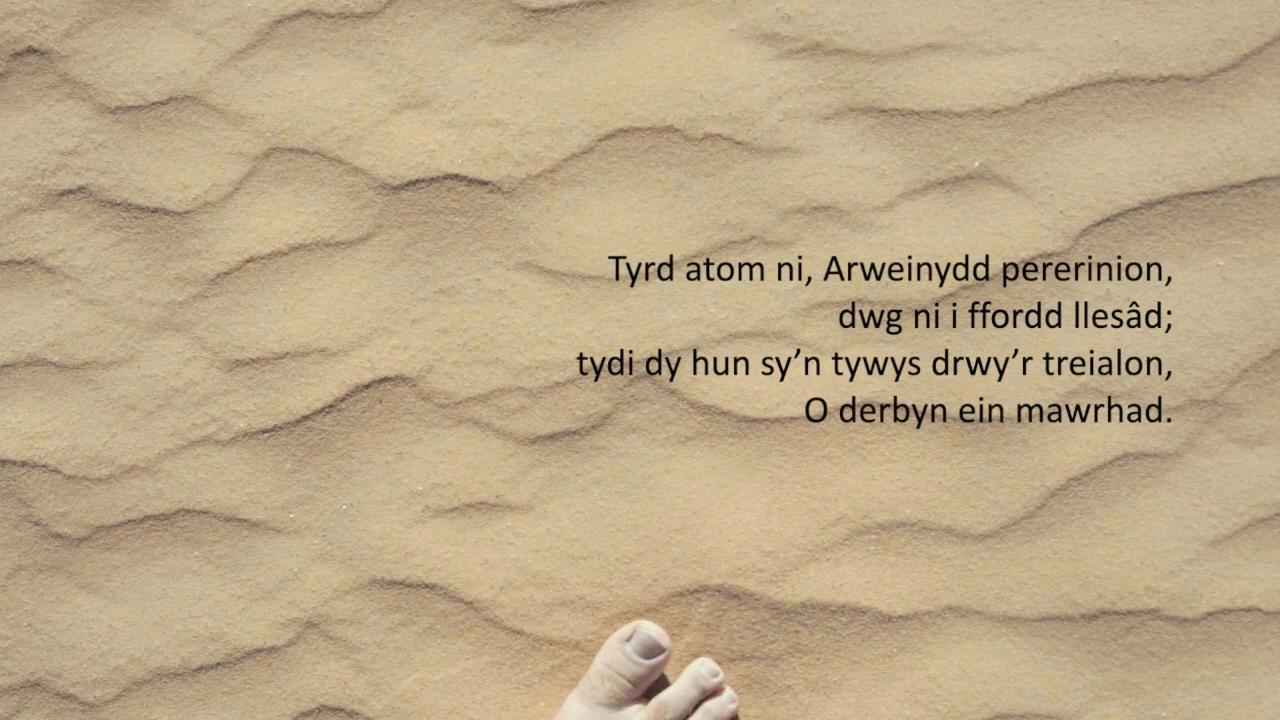 Tyrd atom ni, Arweinydd pererinion,
dwg ni i ffordd llesâd;
tydi dy hun sy’n tywys drwy’r treialon,
O derbyn ein mawrhad.